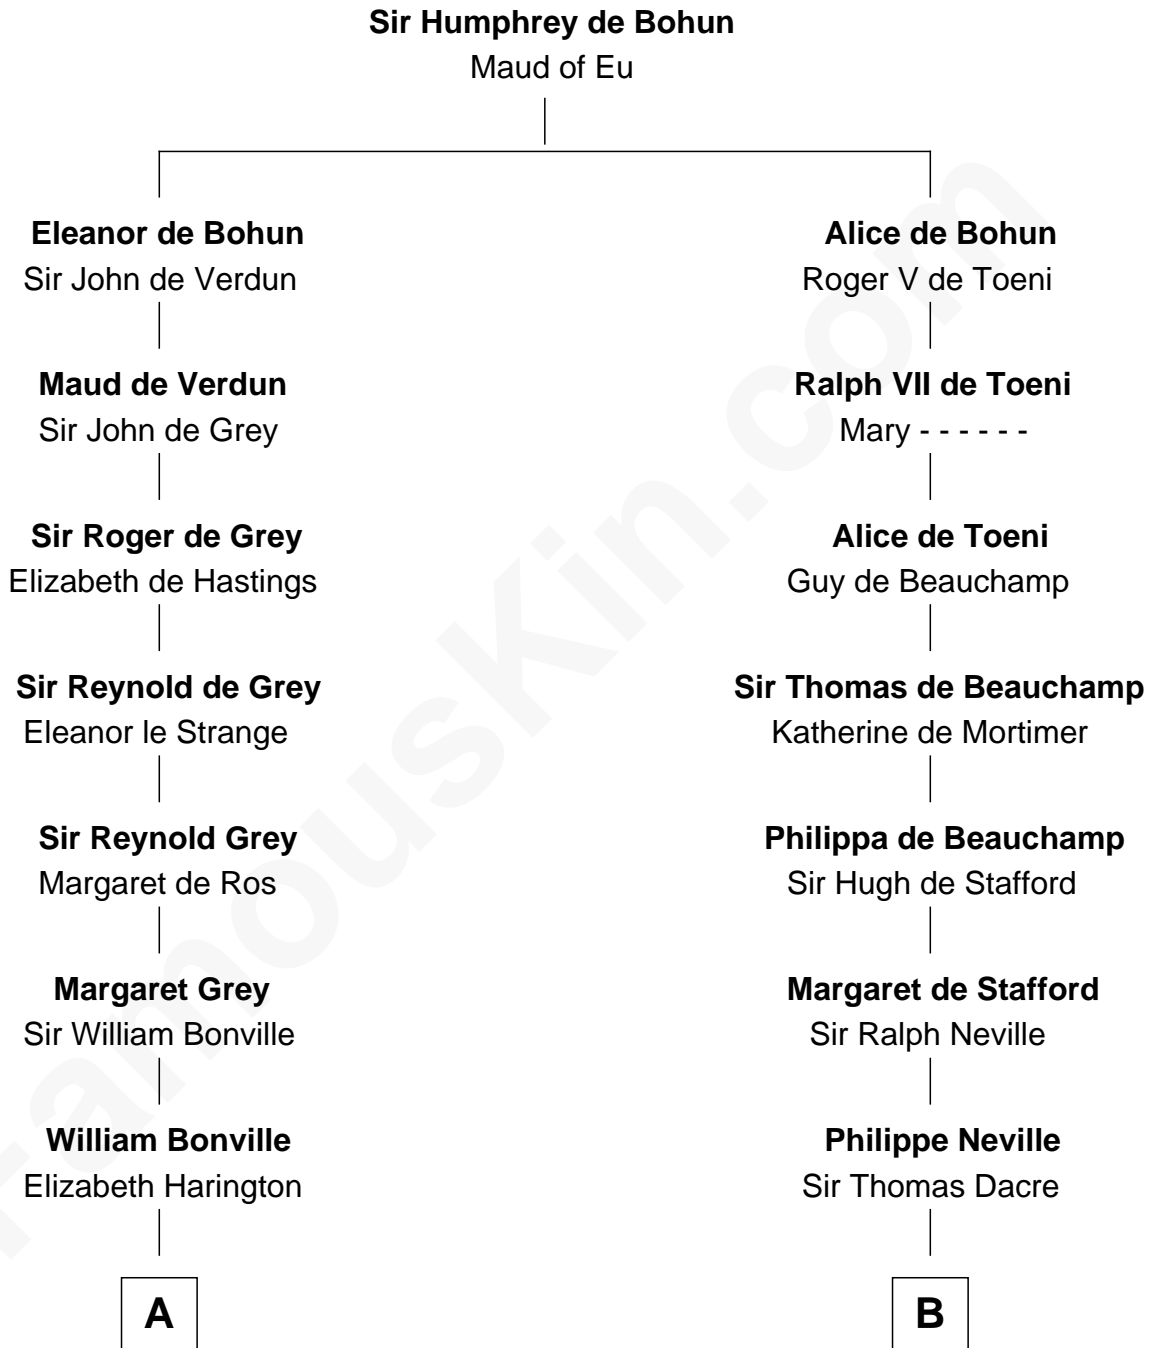 Sir Humphrey de Bohun
Maud of Eu
Eleanor de Bohun
Sir John de Verdun
Maud de Verdun
Sir John de Grey
Sir Roger de Grey
Elizabeth de Hastings
Sir Reynold de Grey
Eleanor le Strange
Sir Reynold Grey
Margaret de Ros
Margaret Grey
Sir William Bonville
William Bonville
Elizabeth Harington
A
Alice de Bohun
Roger V de Toeni
Ralph VII de Toeni
Mary - - - - - -
Alice de Toeni
Guy de Beauchamp
Sir Thomas de Beauchamp
Katherine de Mortimer
Philippa de Beauchamp
Sir Hugh de Stafford
Margaret de Stafford
Sir Ralph Neville
Philippe Neville
Sir Thomas Dacre
B
FamousKin.com